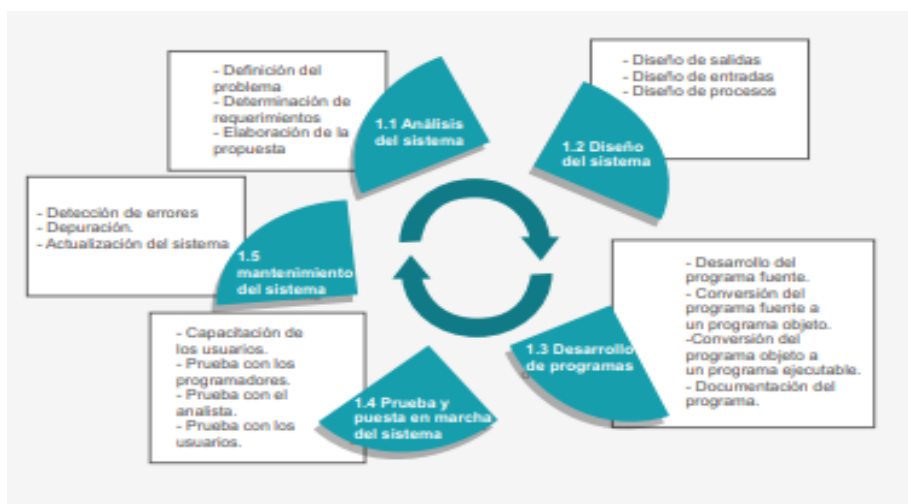 - Definición del
problema
- Determinación de
requerimientos
- Elaboración de la
propuesta
1.1 Análisis
del sistema
- Diseño de salidas
- Diseño de entradas
- Diseño de procesos
1.2 Diseño
del sistema
- Desarrollo del
programa fuente.
- Conversión del
programa fuente a
un programa objeto.
-Conversión del
programa objeto a
un programa ejecutable.
- Documentación del
programa.
1.3 Desarrollo
de programas
- Capacitación de
los usuarios.
- Prueba con los
programadores.
- Prueba con el
analista.
- Prueba con los
usuarios.
1.4 Prueba y
puesta en marcha
del sistema
- Detección de errores
- Depuración.
- Actualización del sistema
1.5
mantenimiento
del sistema